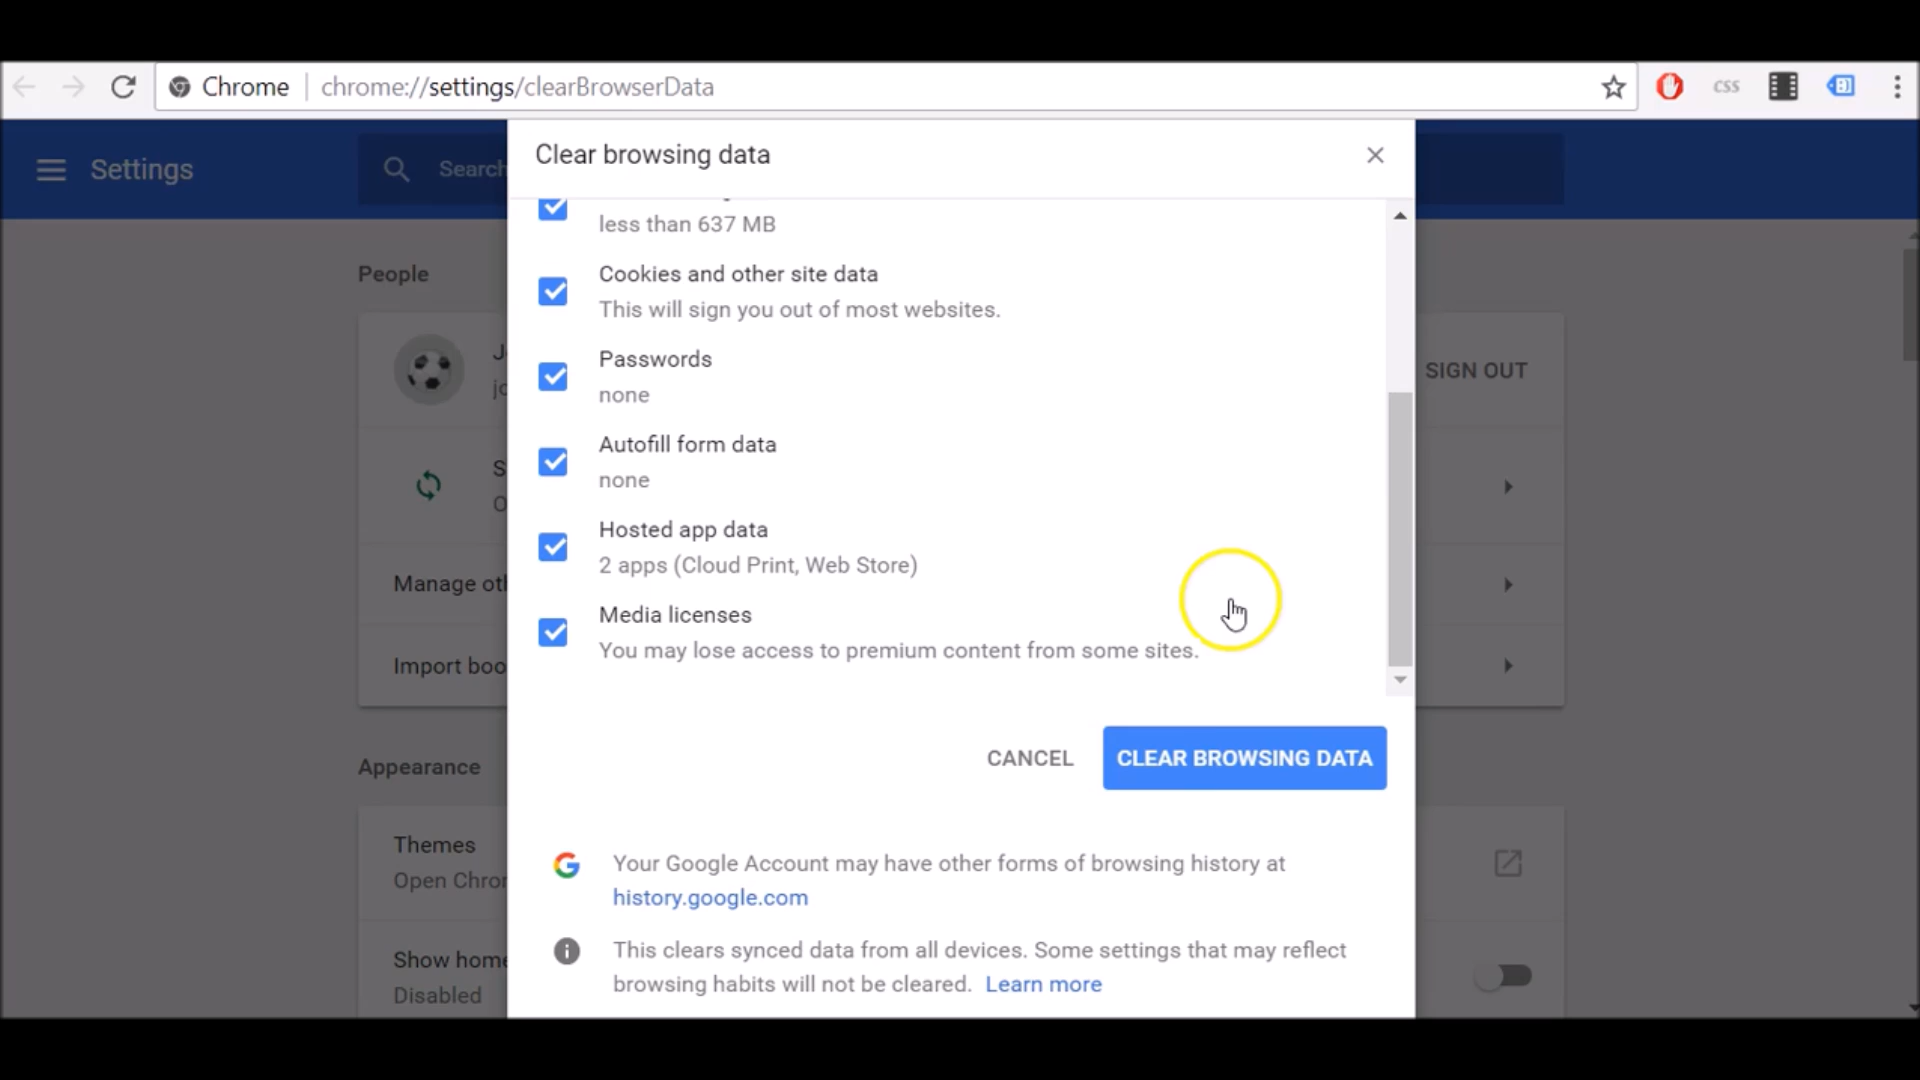 Chrome chrome://settings/clearBrowserData
css
Settings
Search
Clear browsing data
less than 637 MB
Cookies and other site data
This will sign you out of most websites.
Passwords
none
Autofill form data
none
Hosted app data
2 apps (Cloud Print, Web Store)
Media licenses
You may lose access to premium content from some sites.
CANCEL CLEAR BROWSING DATA
Your Google Account may have other forms of browsing history at
history.google.com
This clears synced data from all devices. Some settings that may reflect
browsing habits will not be cleared. Learn more
People
SIGN OUT
Manage
Import
Appearance
Themes
Open
Show
Disabled